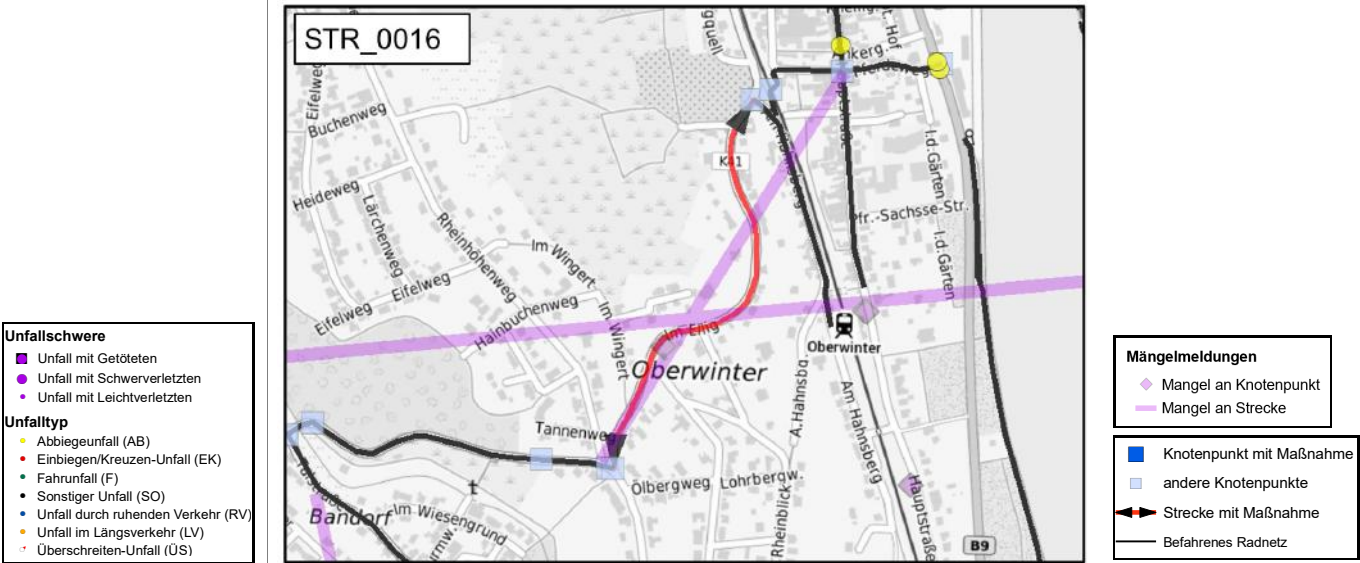 STR_0016
Hof
Pferdeweg
Eifelweg
Buchenweg
K41
I.d.Gärten
Heideweg
Lärchenweg
Pfr.-Sachsse-Str.
Rheinhöhenweg
Im Wingert
I.d.Gärten
Eifelweg
Eifelweg
Hainbuchenweg
Im Wingert
Im Ellig
Oberwinter
Oberwinter
A.Hahnsbg.
Am Hahnsberg
Tannenweg
Ölbergweg
Lohrbergw.
Rheinblick
Hauptstraße
Bandorf
Im Wiesengrund
B9
Unfallschwere
Unfall mit Getöteten
Unfall mit Schwerverletzten
Unfall mit Leichtverletzten
Unfalltyp
Abbiegeunfall (AB)
Einbiegen/Kreuzen-Unfall (EK)
Fahrunfall (F)
Sonstiger Unfall (SO)
Unfall durch ruhenden Verkehr (RV)
Unfall im Längsverkehr (LV)
Überschreiten-Unfall (ÜS)
Mängelmeldungen
Mangel an Knotenpunkt
Mangel an Strecke
Knotenpunkt mit Maßnahme
andere Knotenpunkte
Strecke mit Maßnahme
Befahrenes Radnetz